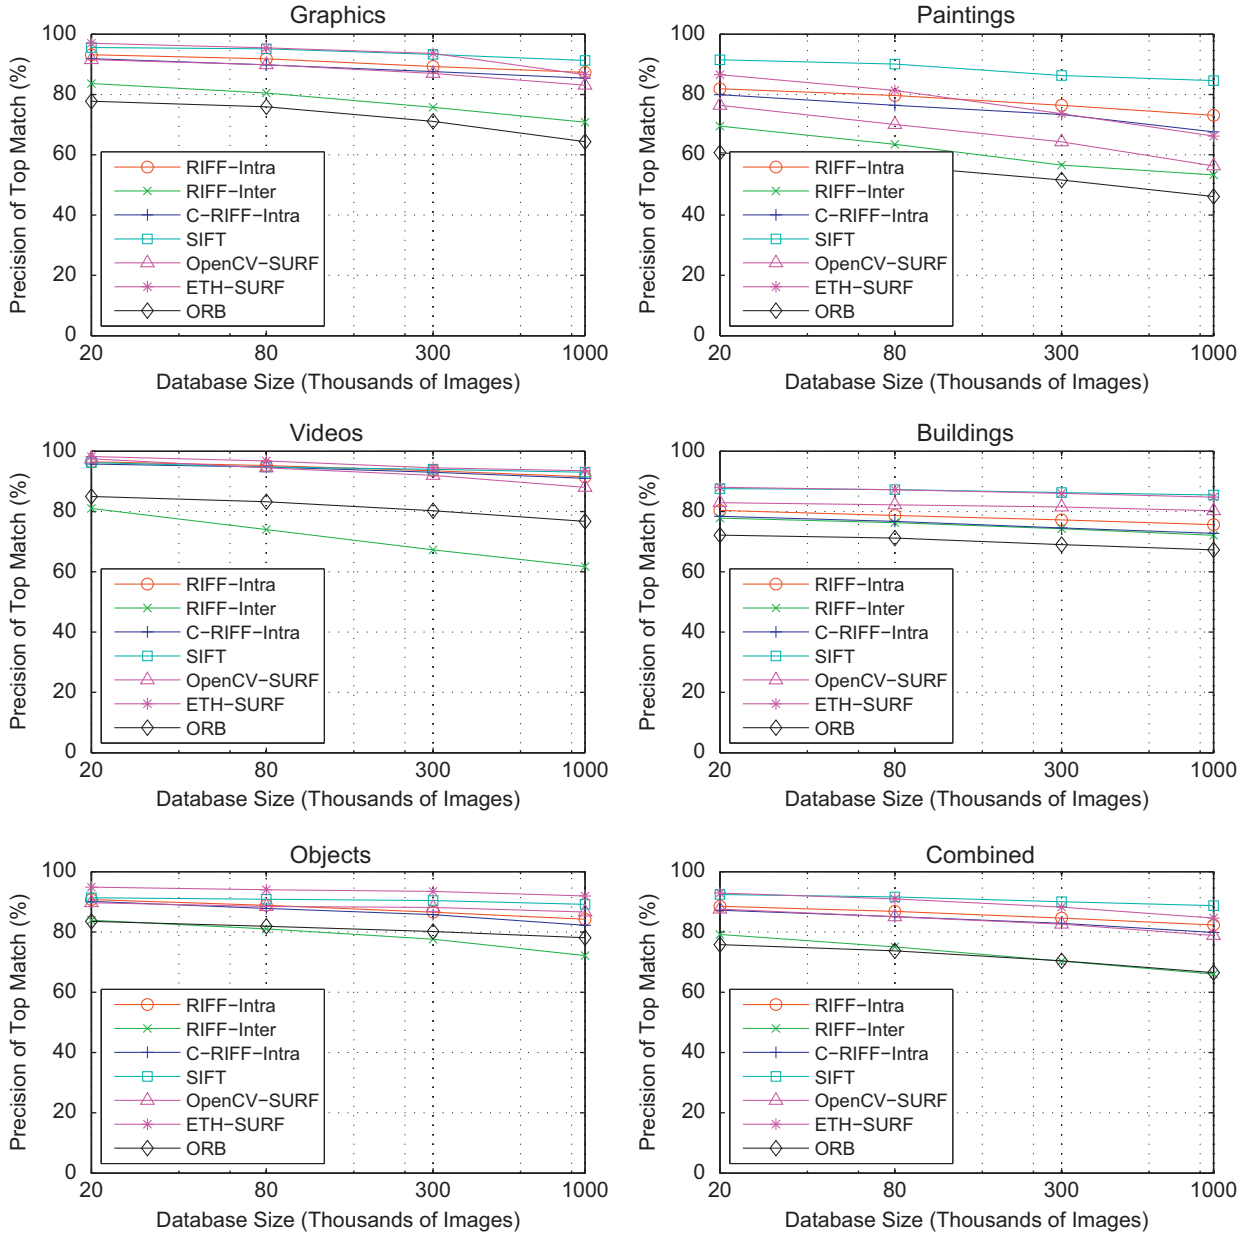 Graphics
100
80
60
40
20
0
Precision of Top Match (%)
RIFF−Intra
RIFF−Inter
C−RIFF−Intra
SIFT
OpenCV−SURF
ETH−SURF
ORB
20 80 300 1000
Database Size (Thousands of Images)
Paintings
100
80
60
40
20
0
Precision of Top Match (%)
RIFF−Intra
RIFF−Inter
C−RIFF−Intra
SIFT
OpenCV−SURF
ETH−SURF
ORB
20 80 300 1000
Database Size (Thousands of Images)
Videos
100
80
60
40
20
0
Precision of Top Match (%)
RIFF−Intra
RIFF−Inter
C−RIFF−Intra
SIFT
OpenCV−SURF
ETH−SURF
ORB
20 80 300 1000
Database Size (Thousands of Images)
Buildings
100
80
60
40
20
0
Precision of Top Match (%)
RIFF−Intra
RIFF−Inter
C−RIFF−Intra
SIFT
OpenCV−SURF
ETH−SURF
ORB
20 80 300 1000
Database Size (Thousands of Images)
Objects
100
80
60
40
20
0
Precision of Top Match (%)
RIFF−Intra
RIFF−Inter
C−RIFF−Intra
SIFT
OpenCV−SURF
ETH−SURF
ORB
20 80 300 1000
Database Size (Thousands of Images)
Combined
100
80
60
40
20
0
Precision of Top Match (%)
RIFF−Intra
RIFF−Inter
C−RIFF−Intra
SIFT
OpenCV−SURF
ETH−SURF
ORB
20 80 300 1000
Database Size (Thousands of Images)